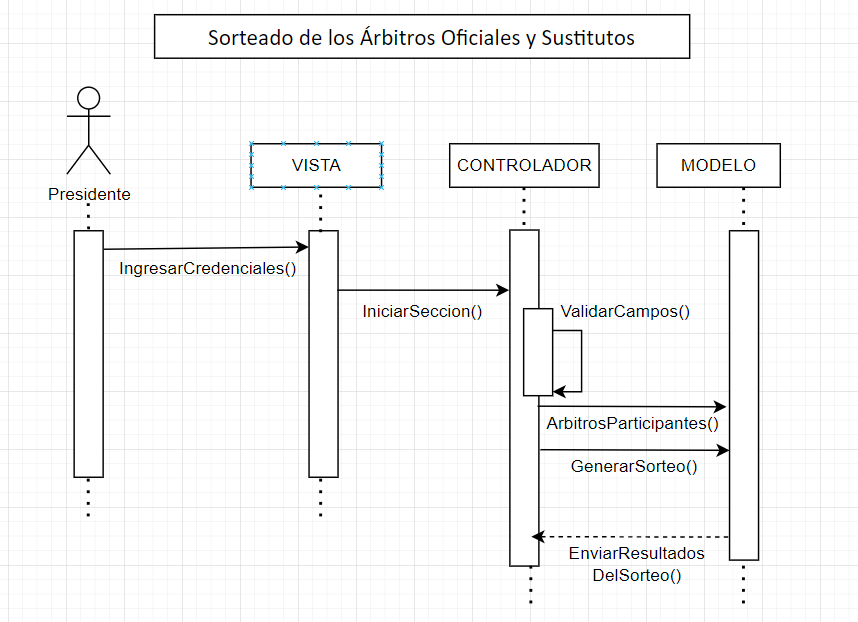 Sorteado de los Árbitros Oficiales y Sustitutos
Presidente
VISTA
CONTROLADOR
MODELO
IngresarCredenciales()
IniciarSeccion()
ValidarCampos()
ArbitrosParticipantes()
GenerarSorteo()
EnviarResultados
DelSorteo()